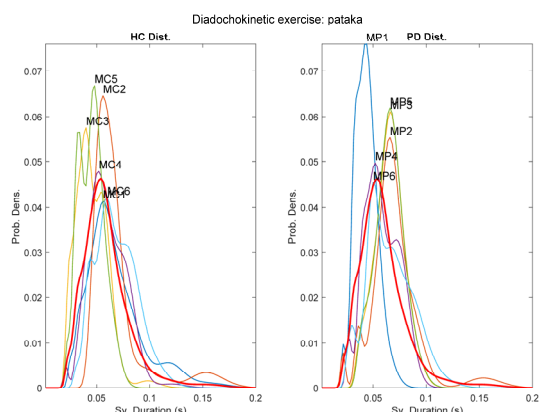 Diadochokinetic exercise: pataka
HC Dist.
PD Dist.
Prob. Dens.
0.07
0.06
0.05
0.04
0.03
0.02
0.01
0
MC5
MC2
MC3
MC4
MC6
0.05
0.1
0.15
0.2
Sy. Duration (s)
Prob. Dens.
0.07
0.06
0.05
0.04
0.03
0.02
0.01
0
MP1
MP5
MP3
MP2
MP4
MP6
0.05
0.1
0.15
0.2
Sy. Duration (s)